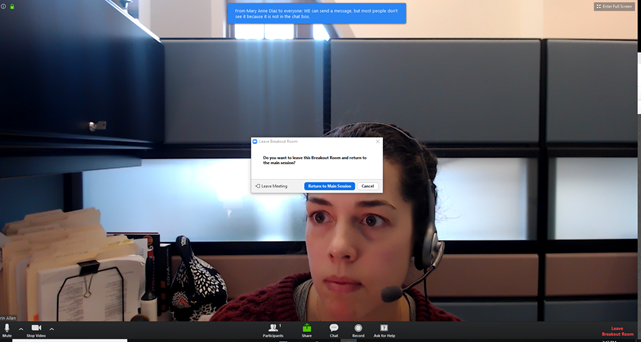 From Mary Anne Diaz to everyone: WE can send a message, but most people don't
see it because it is not in the chat box.
Enter Full Screen
Leave Breakout Room
Do you want to leave this Breakout Room and return to
the main session?
Leave Meeting
Return to Main Session
Cancel
Allen
Mute
Stop Video
Participants
1
Share
Chat
Record
Ask for Help
Leave
Breakout Room